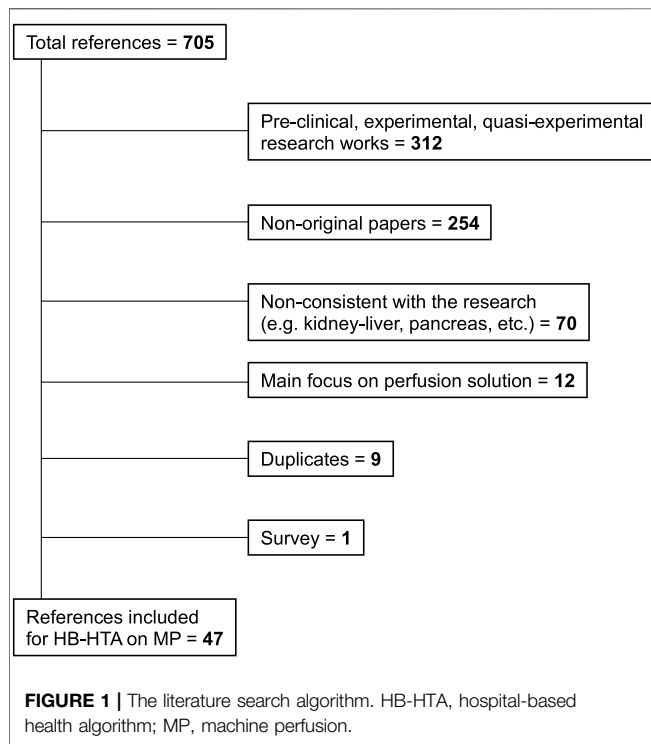 Total references = 705
Pre-clinical, experimental, quasi-experimental
research works = 312
Non-original papers = 254
Non-consistent with the research
(e.g. kidney-liver, pancreas, etc.) = 70
Main focus on perfusion solution = 12
Duplicates = 9
Survey = 1
References included
for HB-HTA on MP = 47
FIGURE 1 | The literature search algorithm. HB-HTA, hospital-based
health algorithm; MP, machine perfusion.